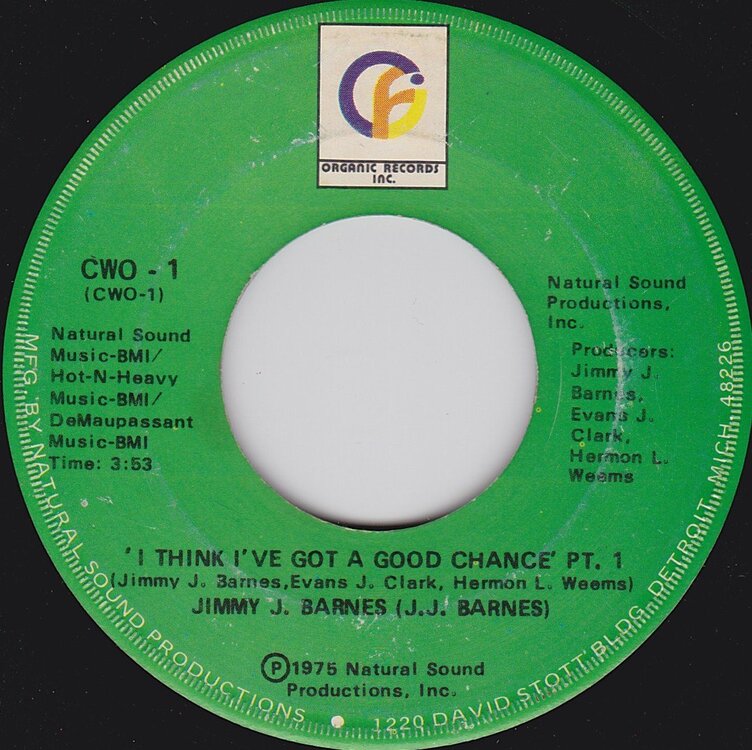 ORGANIC RECORDS
INC.
CWO - 1
(CWO-1)
Natural Sound
Music-BMI/
Hot-N-Heavy
Music-BMI/
DeMaupassant
Music-BMI
Time: 3:53
Natural Sound
Productions,
Inc.
Producers:
Jimmy J.
Barnes,
Evans J.
Clark,
Hermon L.
Weems
'I THINK I'VE GOT A GOOD CHANCE' PT. 1
(Jimmy J. Barnes,Evans J. Clark, Hermon L. Weems)
JIMMY J. BARNES (J.J. BARNES)
Ⓟ1975 Natural Sound
Productions, Inc.
MFG. BY NATURAL SOUND PRODUCTIONS • 1220 DAVID STOTT BLDG. DETROIT, MICH. 48226